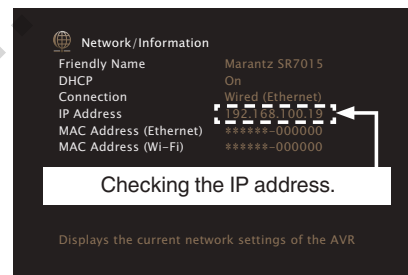 Network/Information
Friendly Name Marantz SR7015
DHCP On
Connection Wired (Ethernet)
IP Address 192.168.100.19
MAC Address (Ethernet) ******-000000
MAC Address (Wi-Fi) ******-000000
Checking the IP address.
Displays the current network settings of the AVR